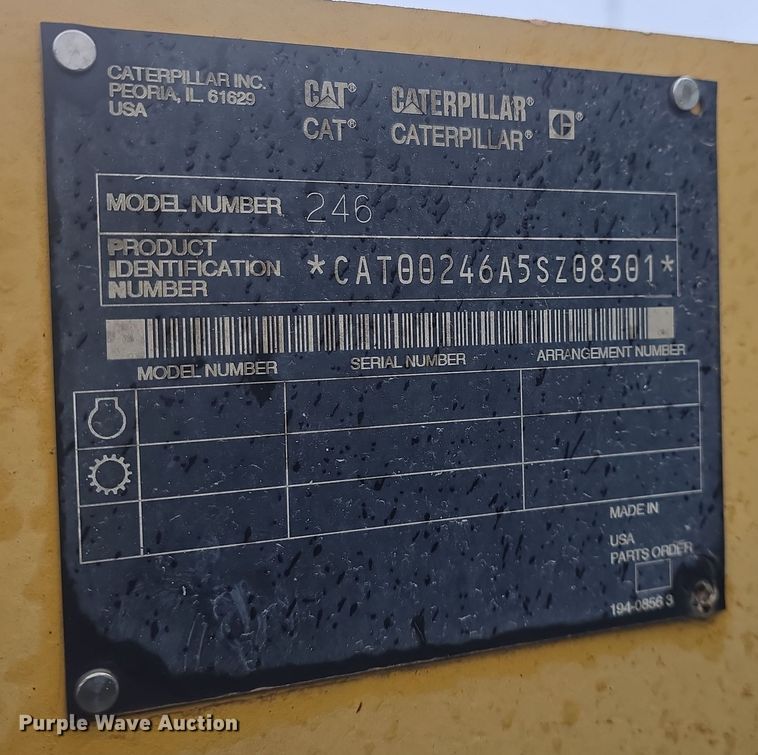 CATERPILLAR INC.
PEORIA, IL 61629
USA
CAT® CATERPILLAR®
CAT® CATERPILLAR® C®
MODEL NUMBER 246
PRODUCT
IDENTIFICATION
NUMBER
*CAT00246A5SZ08301*
MODEL NUMBER SERIAL NUMBER ARRANGEMENT NUMBER
MADE IN
USA
PARTS ORDER
194-0856 3
Purple Wave Auction